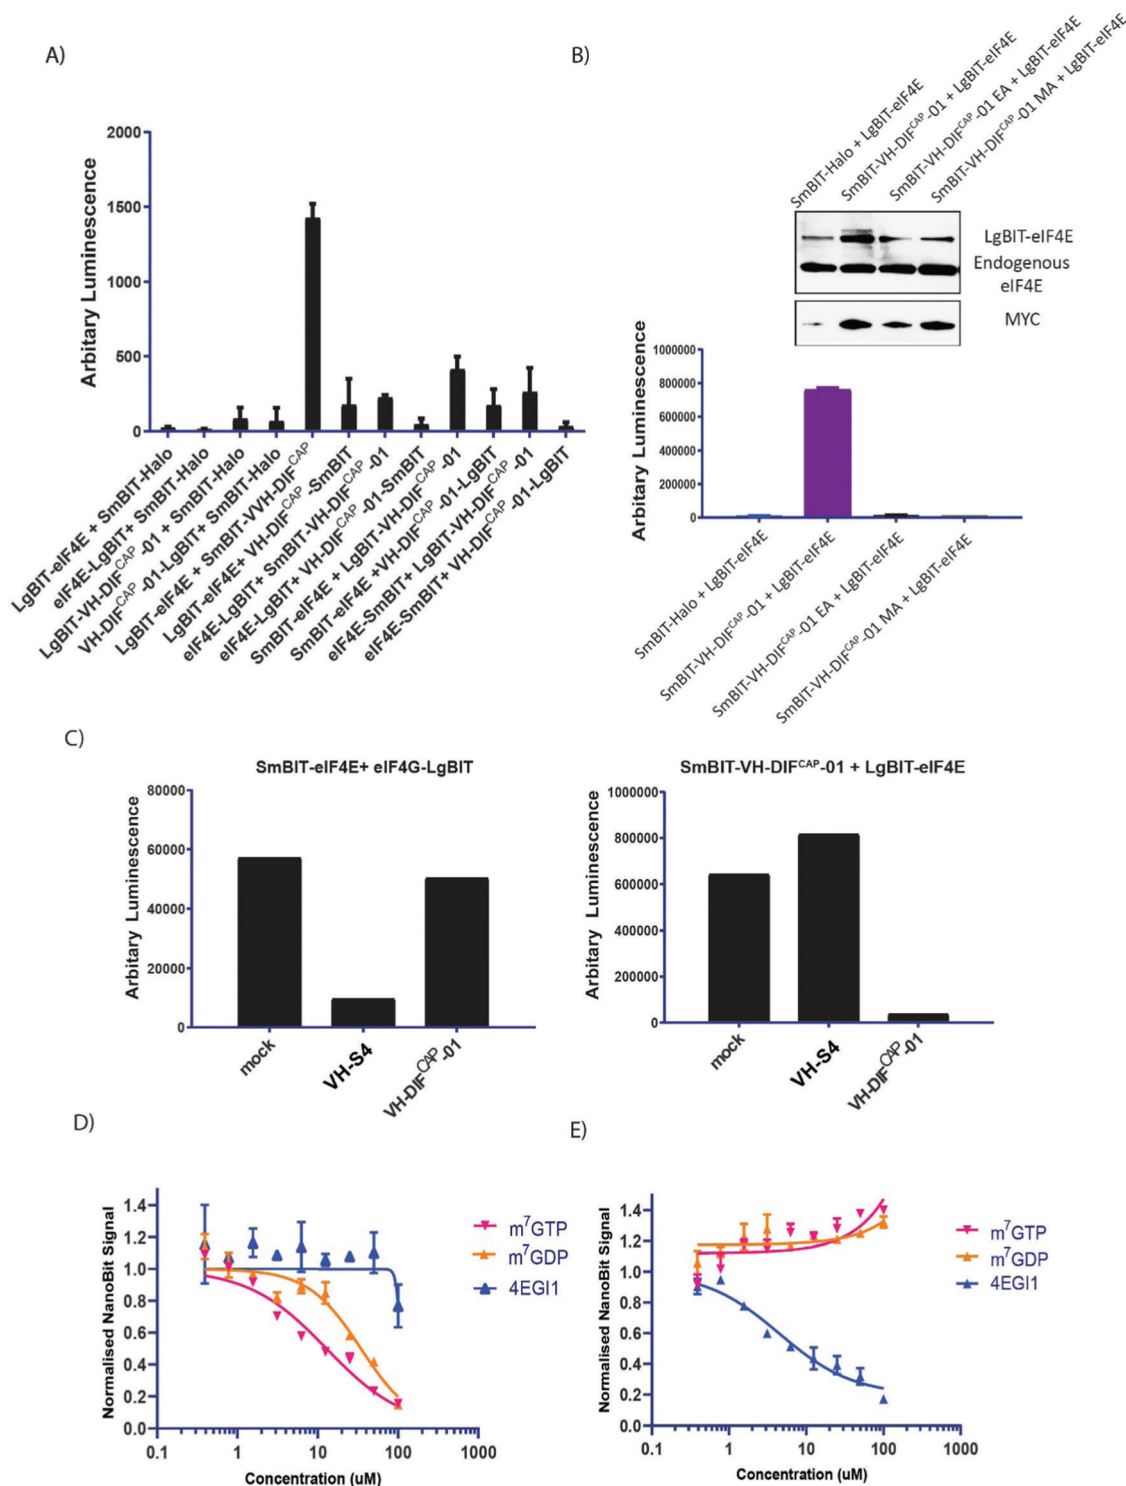 A)
2000
1500
1000
500
0
Arbitary Luminescence
LgBIT-eIF4E + SmBIT-Halo
eIF4E-LgBIT+ SmBIT-Halo
LgBIT-VH-DIF^CAP-01 + SmBIT-Halo
VH-DIF^CAP-01-LgBIT+ SmBIT-Halo
LgBIT-eIF4E + SmBIT-VVH-DIF^CAP
LgBIT-eIF4E+ VH-DIF^CAP-SmBIT
eIF4E-LgBIT+ SmBIT-VH-DIF^CAP-01
eIF4E-LgBIT+ VH-DIF^CAP-01-SmBIT
SmBIT-eIF4E + LgBIT-VH-DIF^CAP-01
SmBIT-eIF4E +VH-DIF^CAP-01-LgBIT
eIF4E-SmBIT+ LgBIT-VH-DIF^CAP-01
eIF4E-SmBIT+ VH-DIF^CAP-01-LgBIT
B)
SmBIT-Halo + LgBIT-eIF4E
SmBIT-VH-DIF^CAP-01 + LgBIT-eIF4E
SmBIT-VH-DIF^CAP-01 EA + LgBIT-eIF4E
SmBIT-VH-DIF^CAP-01 MA + LgBIT-eIF4E
LgBIT-eIF4E
Endogenous
eIF4E
MYC
1000000
800000
600000
400000
200000
0
Arbitary Luminescence
SmBIT-Halo + LgBIT-eIF4E
SmBIT-VH-DIF^CAP-01 + LgBIT-eIF4E
SmBIT-VH-DIF^CAP-01 EA + LgBIT-eIF4E
SmBIT-VH-DIF^CAP-01 MA + LgBIT-eIF4E
C)
SmBIT-eIF4E+ eIF4G-LgBIT
80000
60000
40000
20000
0
Arbitary Luminescence
mock
VH-S4
VH-DIF^CAP-01
SmBIT-VH-DIF^CAP-01 + LgBIT-eIF4E
1000000
800000
600000
400000
200000
0
Arbitary Luminescence
mock
VH-S4
VH-DIF^CAP-01
D)
1.4
1.2
1.0
0.8
0.6
0.4
0.2
0.0
Normalised NanoBit Signal
0.1 1 10 100 1000
Concentration (uM)
m⁷GTP
m⁷GDP
4EGI1
E)
1.4
1.2
1.0
0.8
0.6
0.4
0.2
0.0
Normalised NanoBit Signal
0.1 1 10 100 1000
Concentration (uM)
m⁷GTP
m⁷GDP
4EGI1